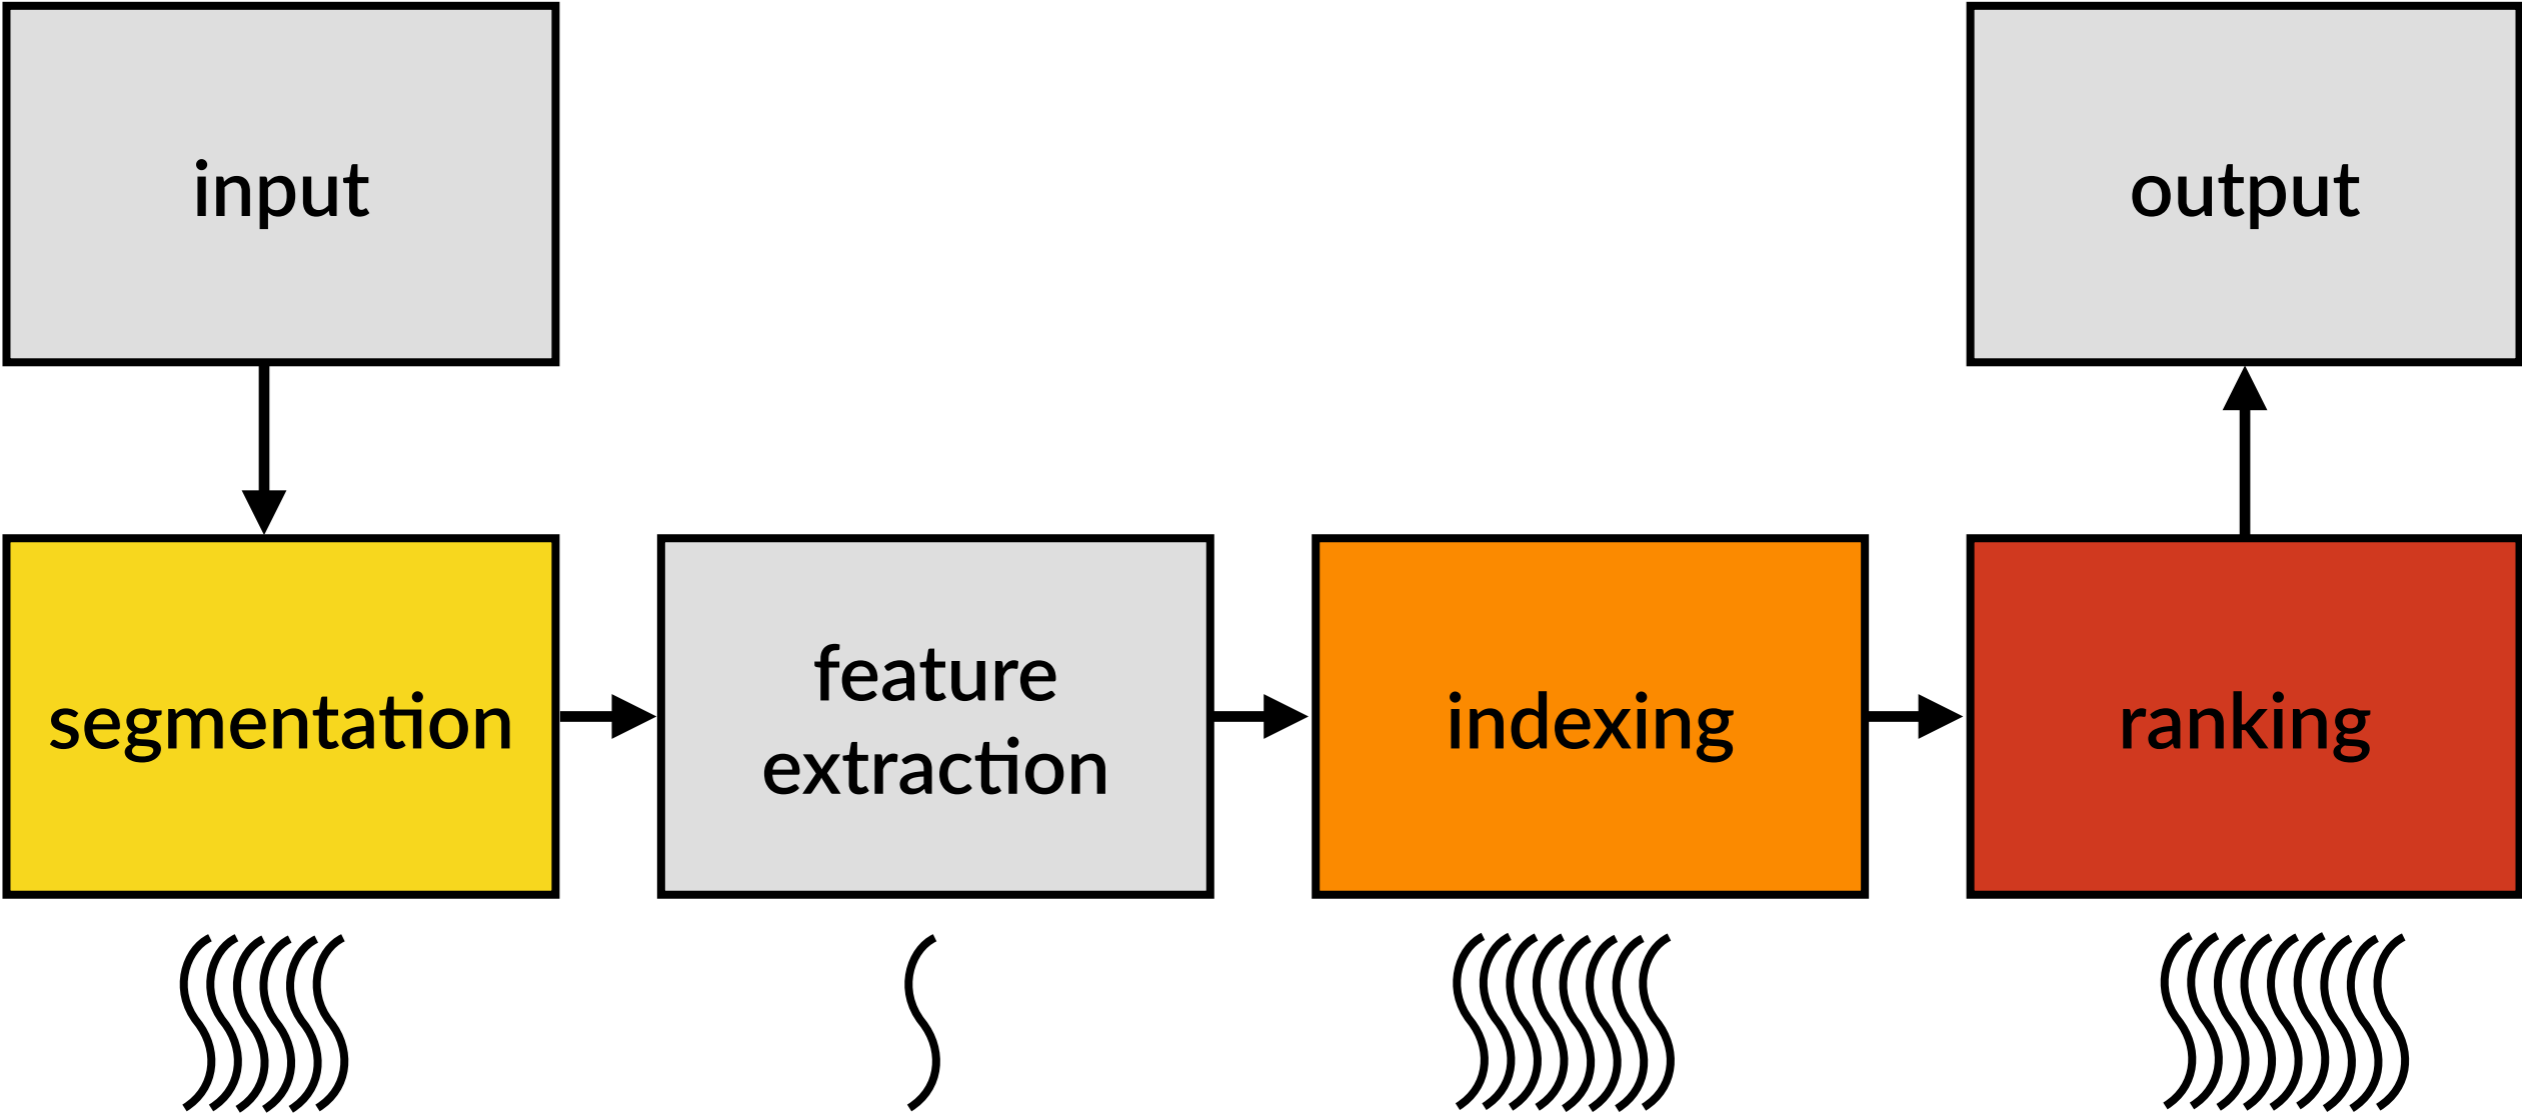 input
output
segmentation
feature
extraction
indexing
ranking